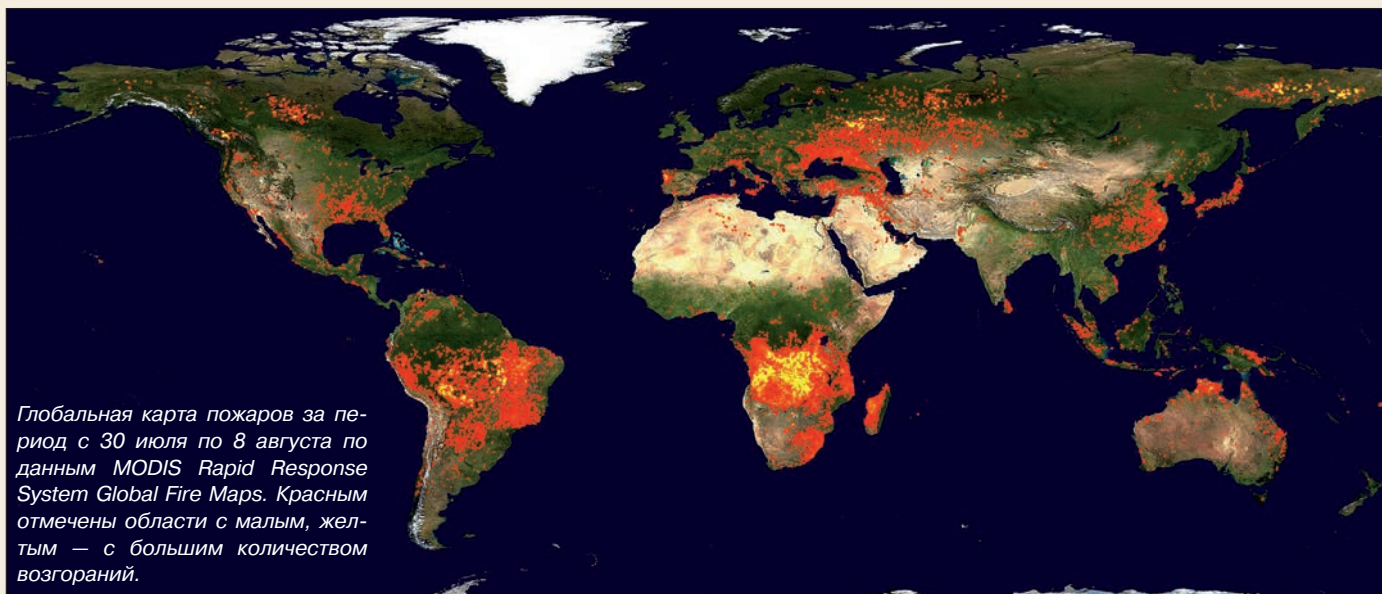 Глобальная карта пожаров за пе-
риод с 30 июля по 8 августа по
данным MODIS Rapid Response
System Global Fire Maps. Красным
отмечены области с малым, жел-
тым — с большим количеством
возгораний.